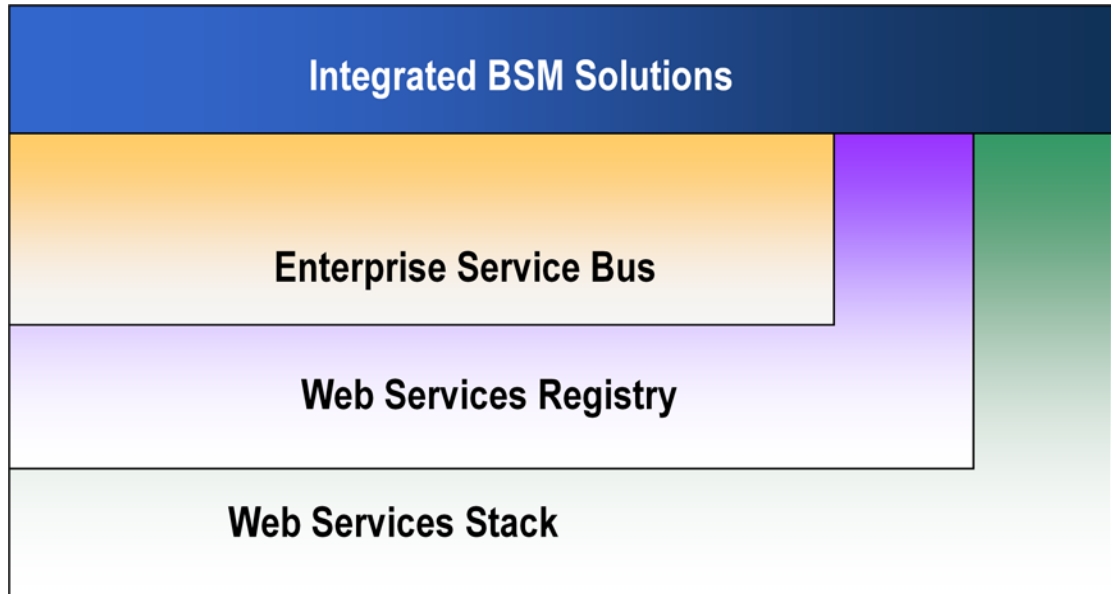 Integrated BSM Solutions
Enterprise Service Bus
Web Services Registry
Web Services Stack